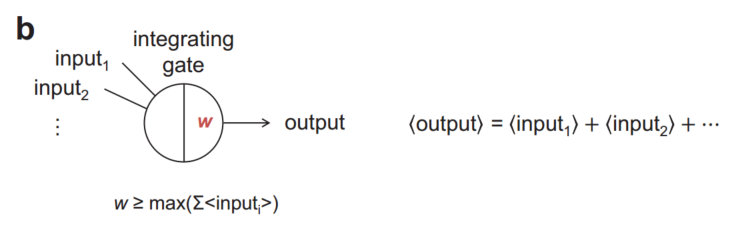 b
integrating
gate
input₁
input₂
⋮
w
output
⟨output⟩ = ⟨input₁⟩ + ⟨input₂⟩ + ⋯
w ≥ max(Σ<inputᵢ>)